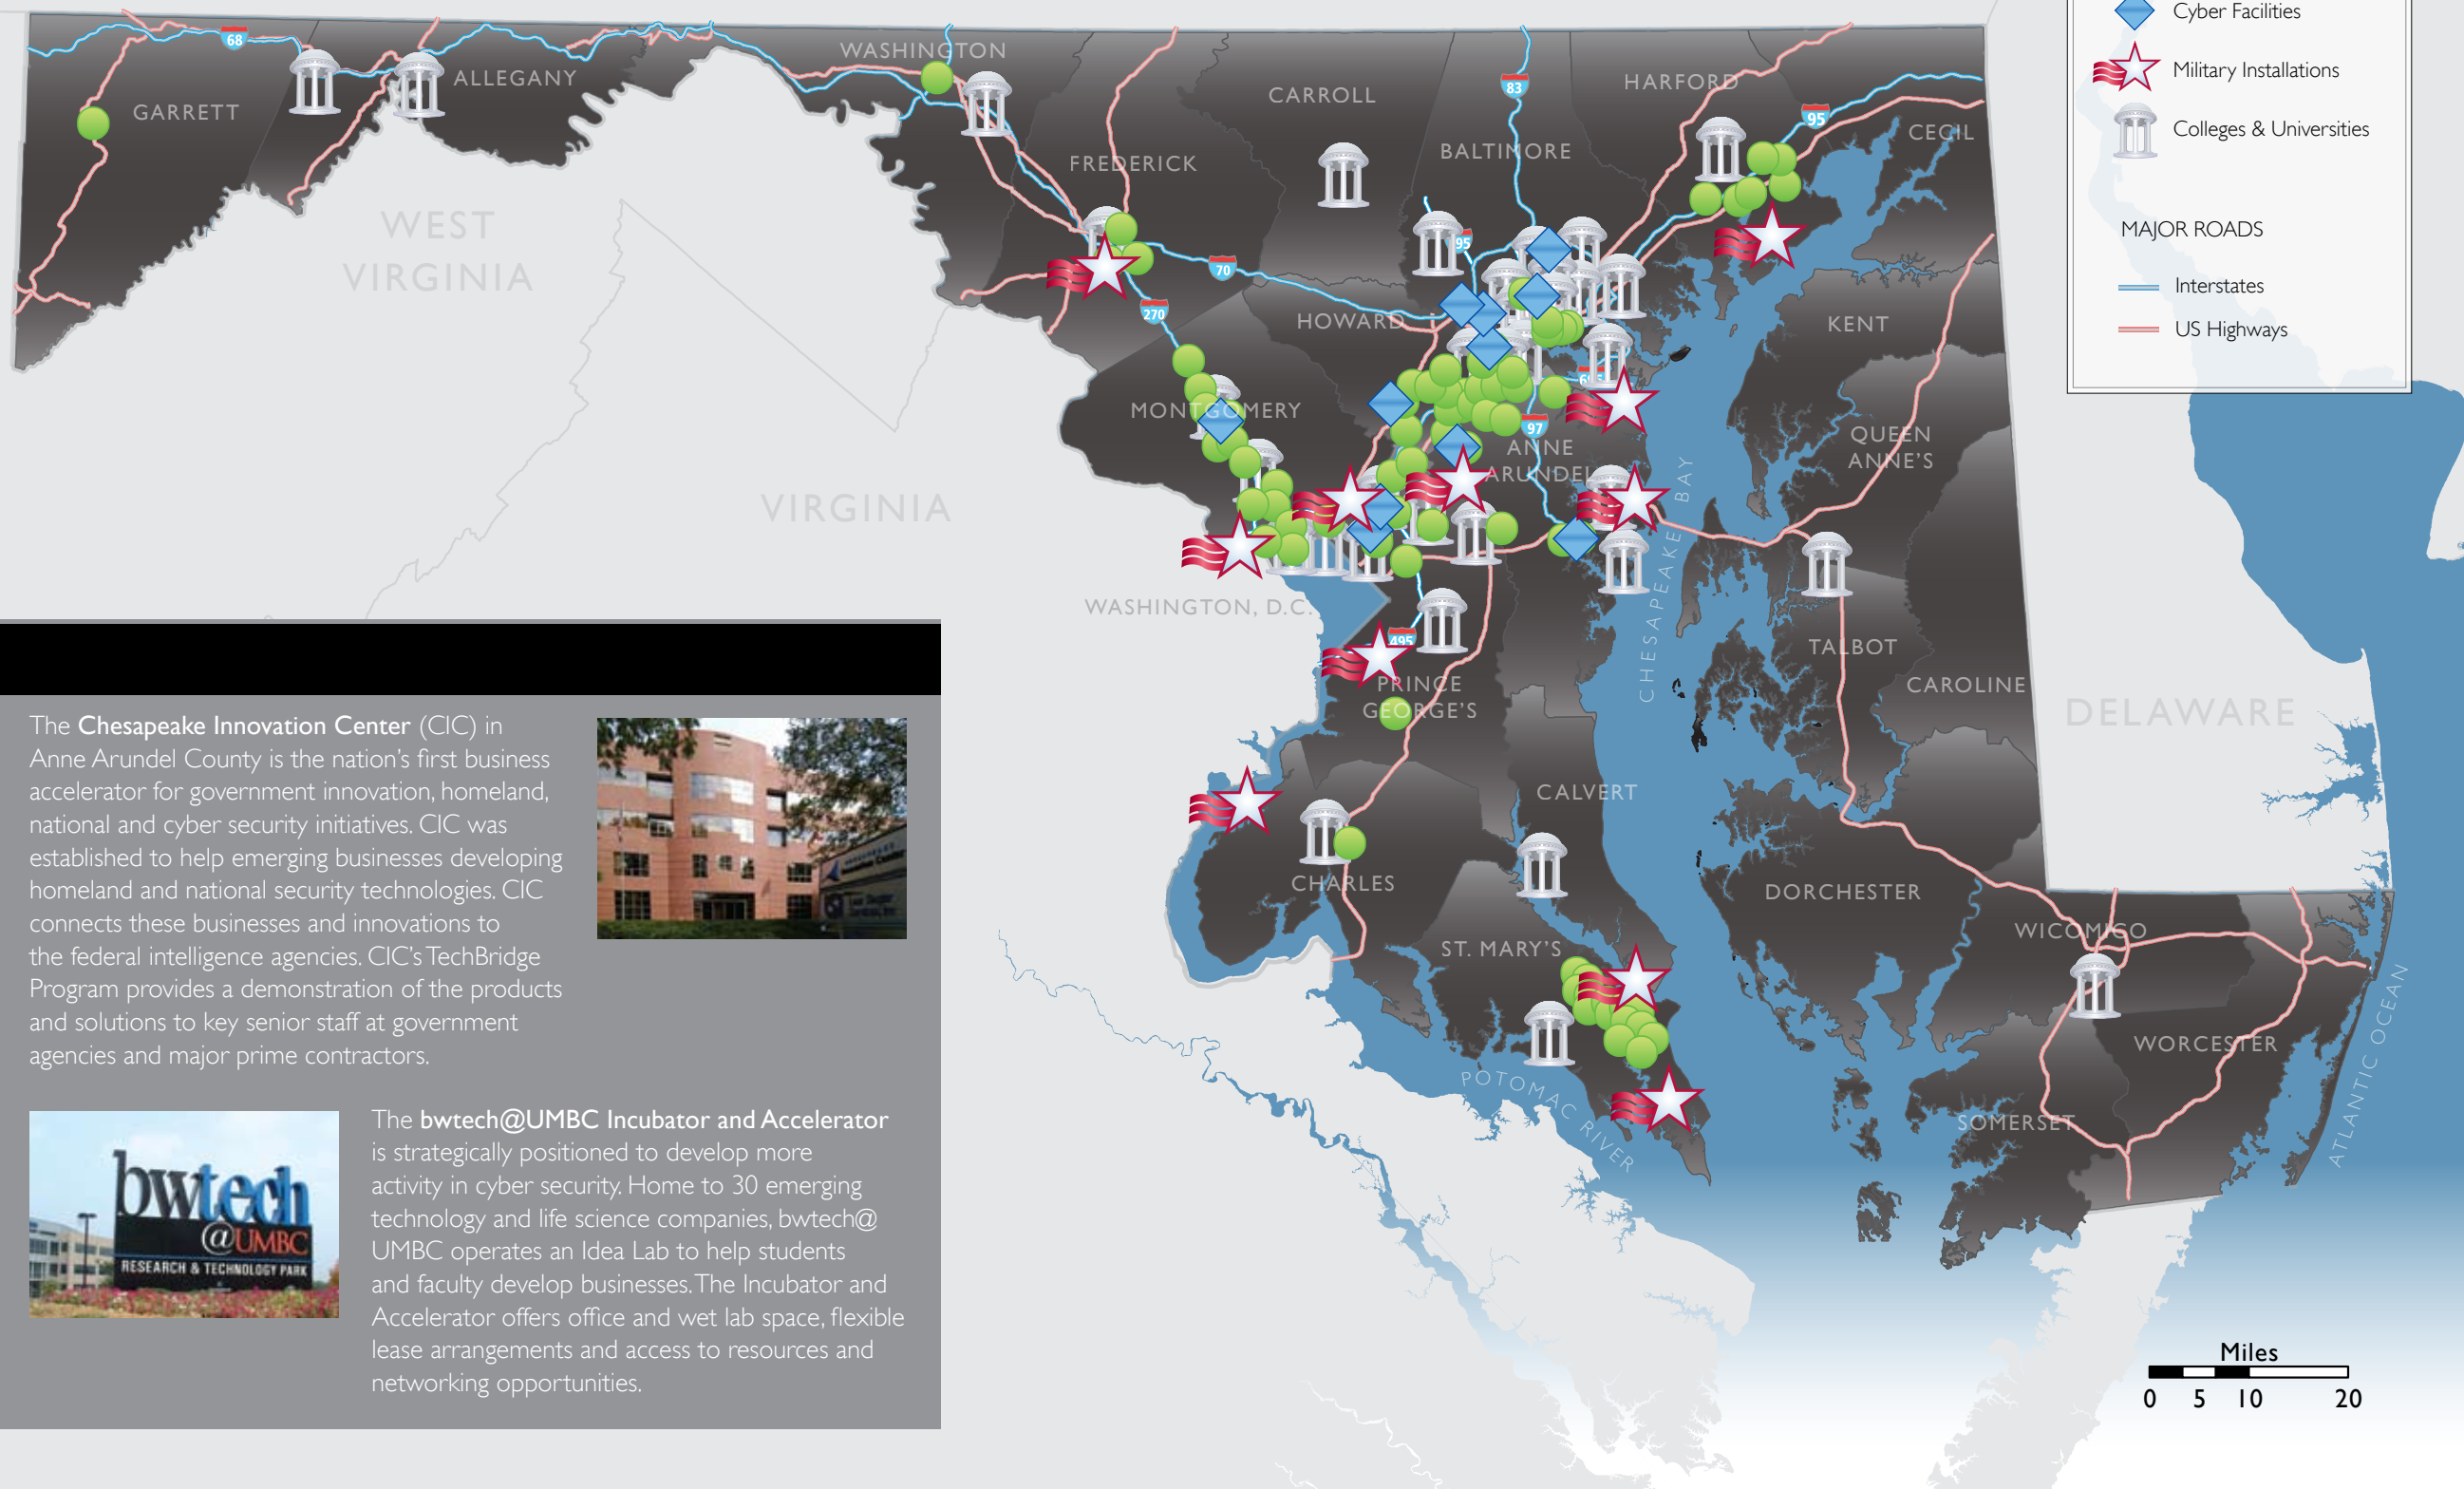 Cyber Facilities
Military Installations
Colleges & Universities
MAJOR ROADS
Interstates
US Highways
68
GARRETT
ALLEGANY
WASHINGTON
FREDERICK
CARROLL
83
BALTIMORE
HARFORD
95
CECIL
WEST
VIRGINIA
VIRGINIA
70
270
95
HOWARD
MONTGOMERY
97
ANNE
ARUNDEL
KENT
QUEEN
ANNE'S
CHESAPEAKE BAY
WASHINGTON, D.C.
495
PRINCE
GEORGE'S
TALBOT
CAROLINE
DELAWARE
CALVERT
CHARLES
DORCHESTER
ST. MARY'S
WICOMICO
WORCESTER
SOMERSET
POTOMAC RIVER
ATLANTIC OCEAN
The Chesapeake Innovation Center (CIC) in
Anne Arundel County is the nation's first business
accelerator for government innovation, homeland,
national and cyber security initiatives. CIC was
established to help emerging businesses developing
homeland and national security technologies. CIC
connects these businesses and innovations to
the federal intelligence agencies. CIC's TechBridge
Program provides a demonstration of the products
and solutions to key senior staff at government
agencies and major prime contractors.
bwtech
@UMBC
RESEARCH & TECHNOLOGY PARK
The bwtech@UMBC Incubator and Accelerator
is strategically positioned to develop more
activity in cyber security. Home to 30 emerging
technology and life science companies, bwtech@
UMBC operates an Idea Lab to help students
and faculty develop businesses. The Incubator and
Accelerator offers office and wet lab space, flexible
lease arrangements and access to resources and
networking opportunities.
Miles
0 5 10 20